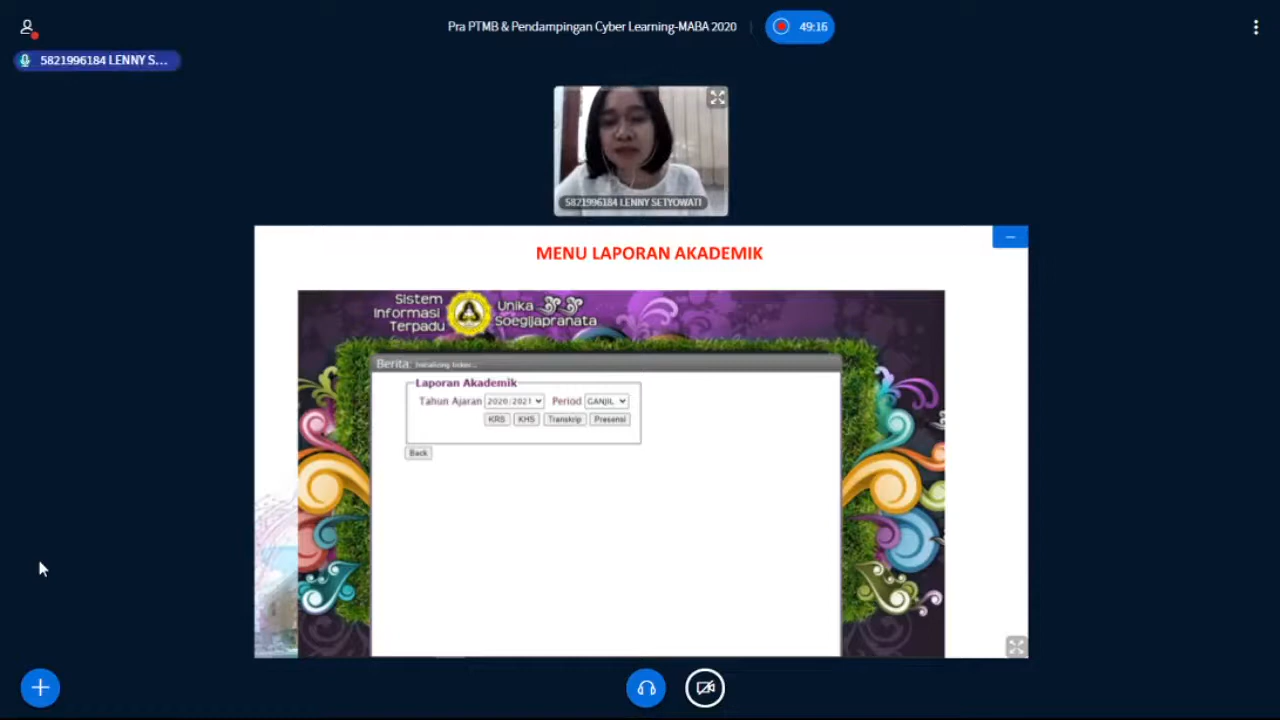 Pra PTMB & Pendampingan Cyber Learning-MABA 2020
49:16
5821996184 LENNY S...
5821996184 LENNY SETYOWATI
MENU LAPORAN AKADEMIK
Sistem
Informasi
Terpadu
Unika
Soegijapranata
Berita:
Laporan Akademik
Tahun Ajaran 2020/2021 Period GANJIL
KRS KHS Transkrip Presensi
Back